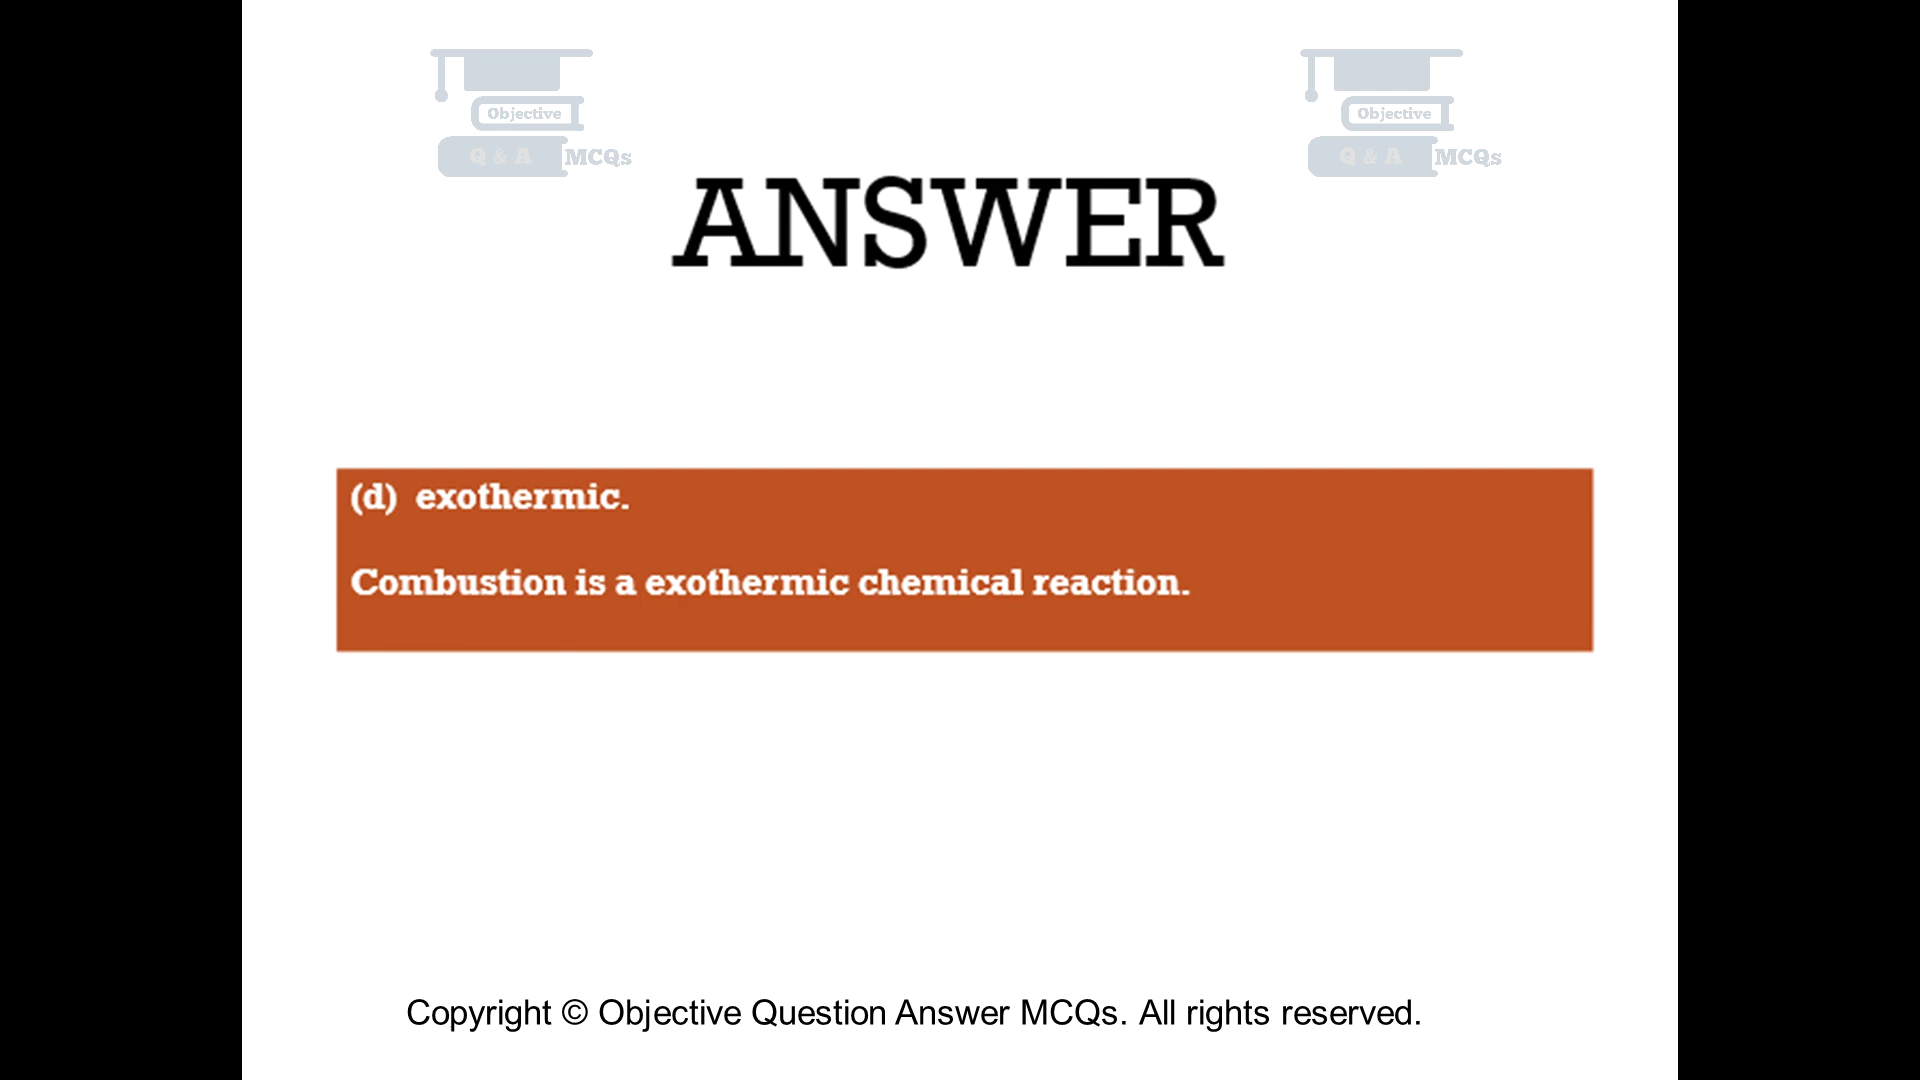 Objective
Q & A MCQs
Objective
Q & A MCQs
ANSWER
(d) exothermic.
Combustion is a exothermic chemical reaction.
Copyright © Objective Question Answer MCQs. All rights reserved.